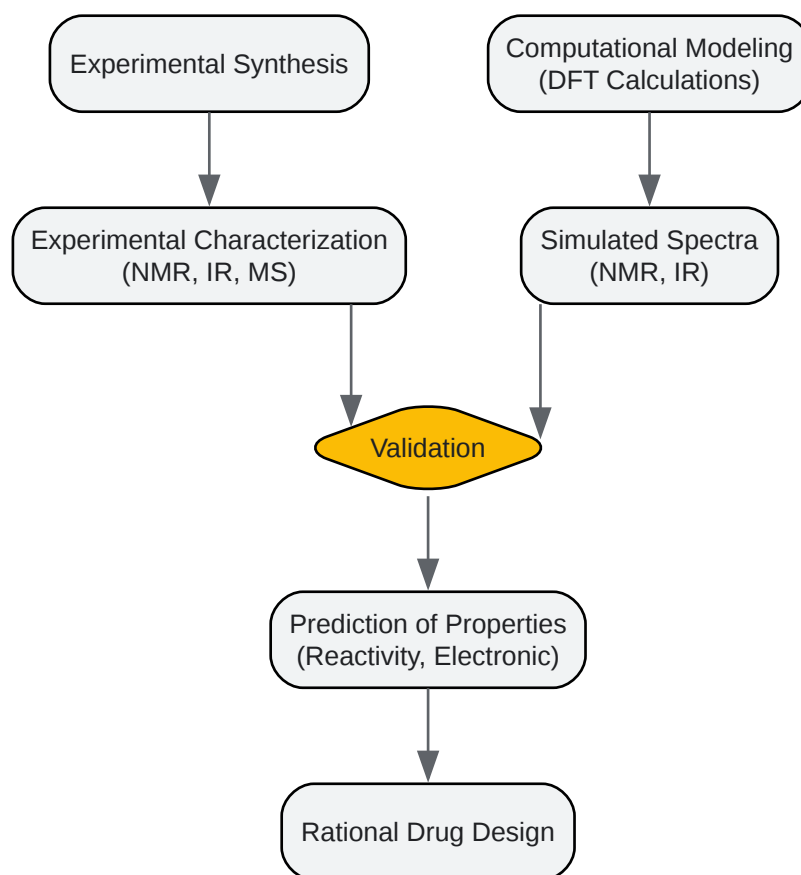 Experimental Synthesis
Computational Modeling
(DFT Calculations)
Experimental Characterization
(NMR, IR, MS)
Simulated Spectra
(NMR, IR)
Validation
Prediction of Properties
(Reactivity, Electronic)
Rational Drug Design